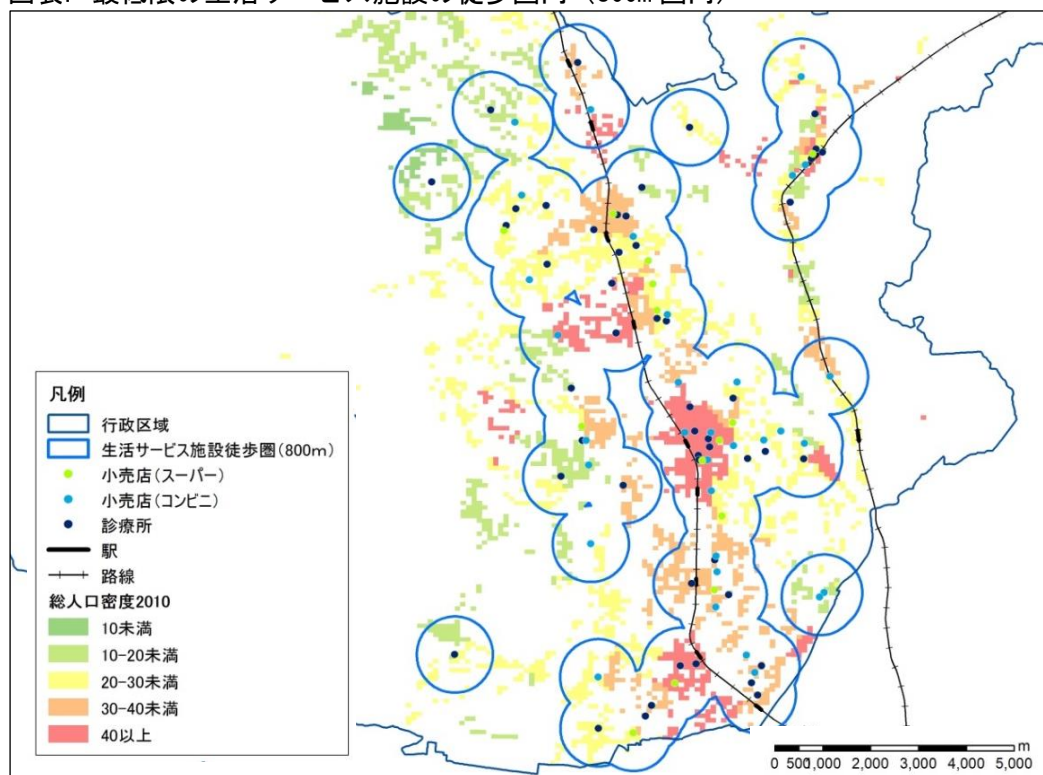 凡例
行政区域
生活サービス施設徒歩圏(800m)
小売店(スーパー)
小売店(コンビニ)
診療所
駅
路線
総人口密度2010
10未満
10-20未満
20-30未満
30-40未満
40以上
m
0 500 1,000 2,000 3,000 4,000 5,000